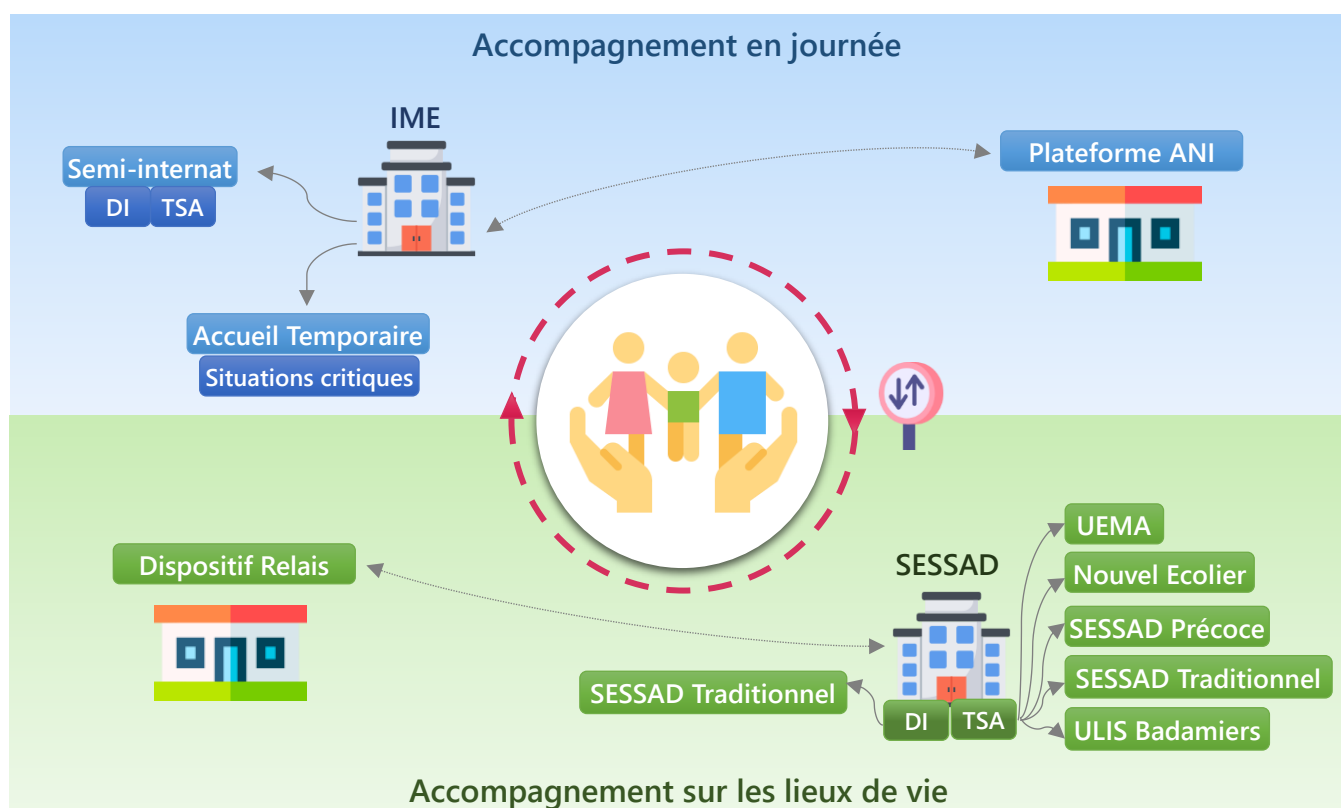 Accompagnement en journée
IME
Semi-internat
DI TSA
Plateforme ANI
Accueil Temporaire
Situations critiques
Dispositif Relais
SESSAD
SESSAD Traditionnel
DI TSA
UEMA
Nouvel Ecolier
SESSAD Précoce
SESSAD Traditionnel
ULIS Badamiers
Accompagnement sur les lieux de vie